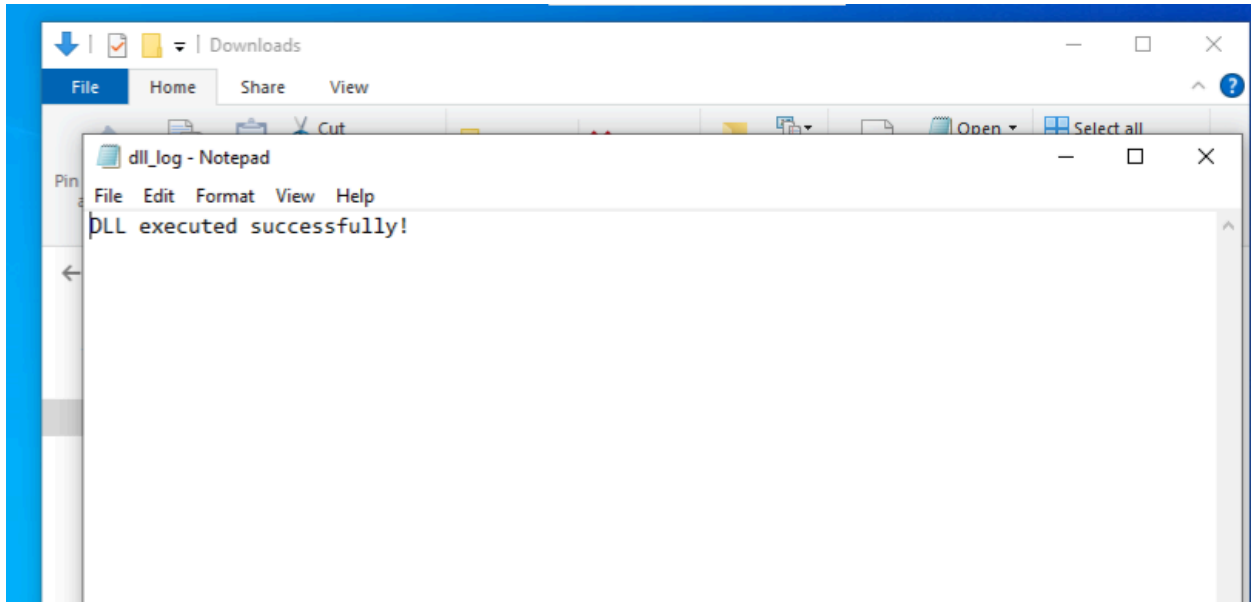 Downloads
File Home Share View
Cut
Open Select all
Pin
dll_log - Notepad
File Edit Format View Help
DLL executed successfully!